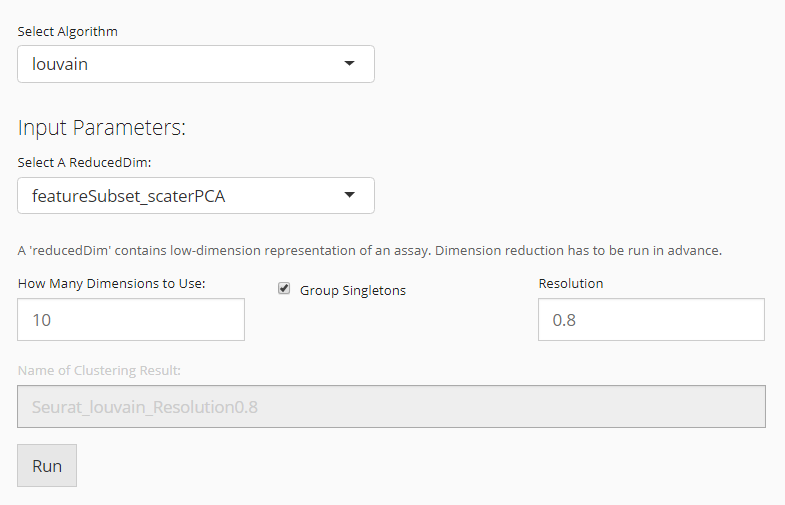 Select Algorithm
louvain
Input Parameters:
Select A ReducedDim:
featureSubset_scaterPCA
A 'reducedDim' contains low-dimension representation of an assay. Dimension reduction has to be run in advance.
How Many Dimensions to Use:
Group Singletons
Resolution
10
0.8
Name of Clustering Result:
Seurat_louvain_Resolution0.8
Run